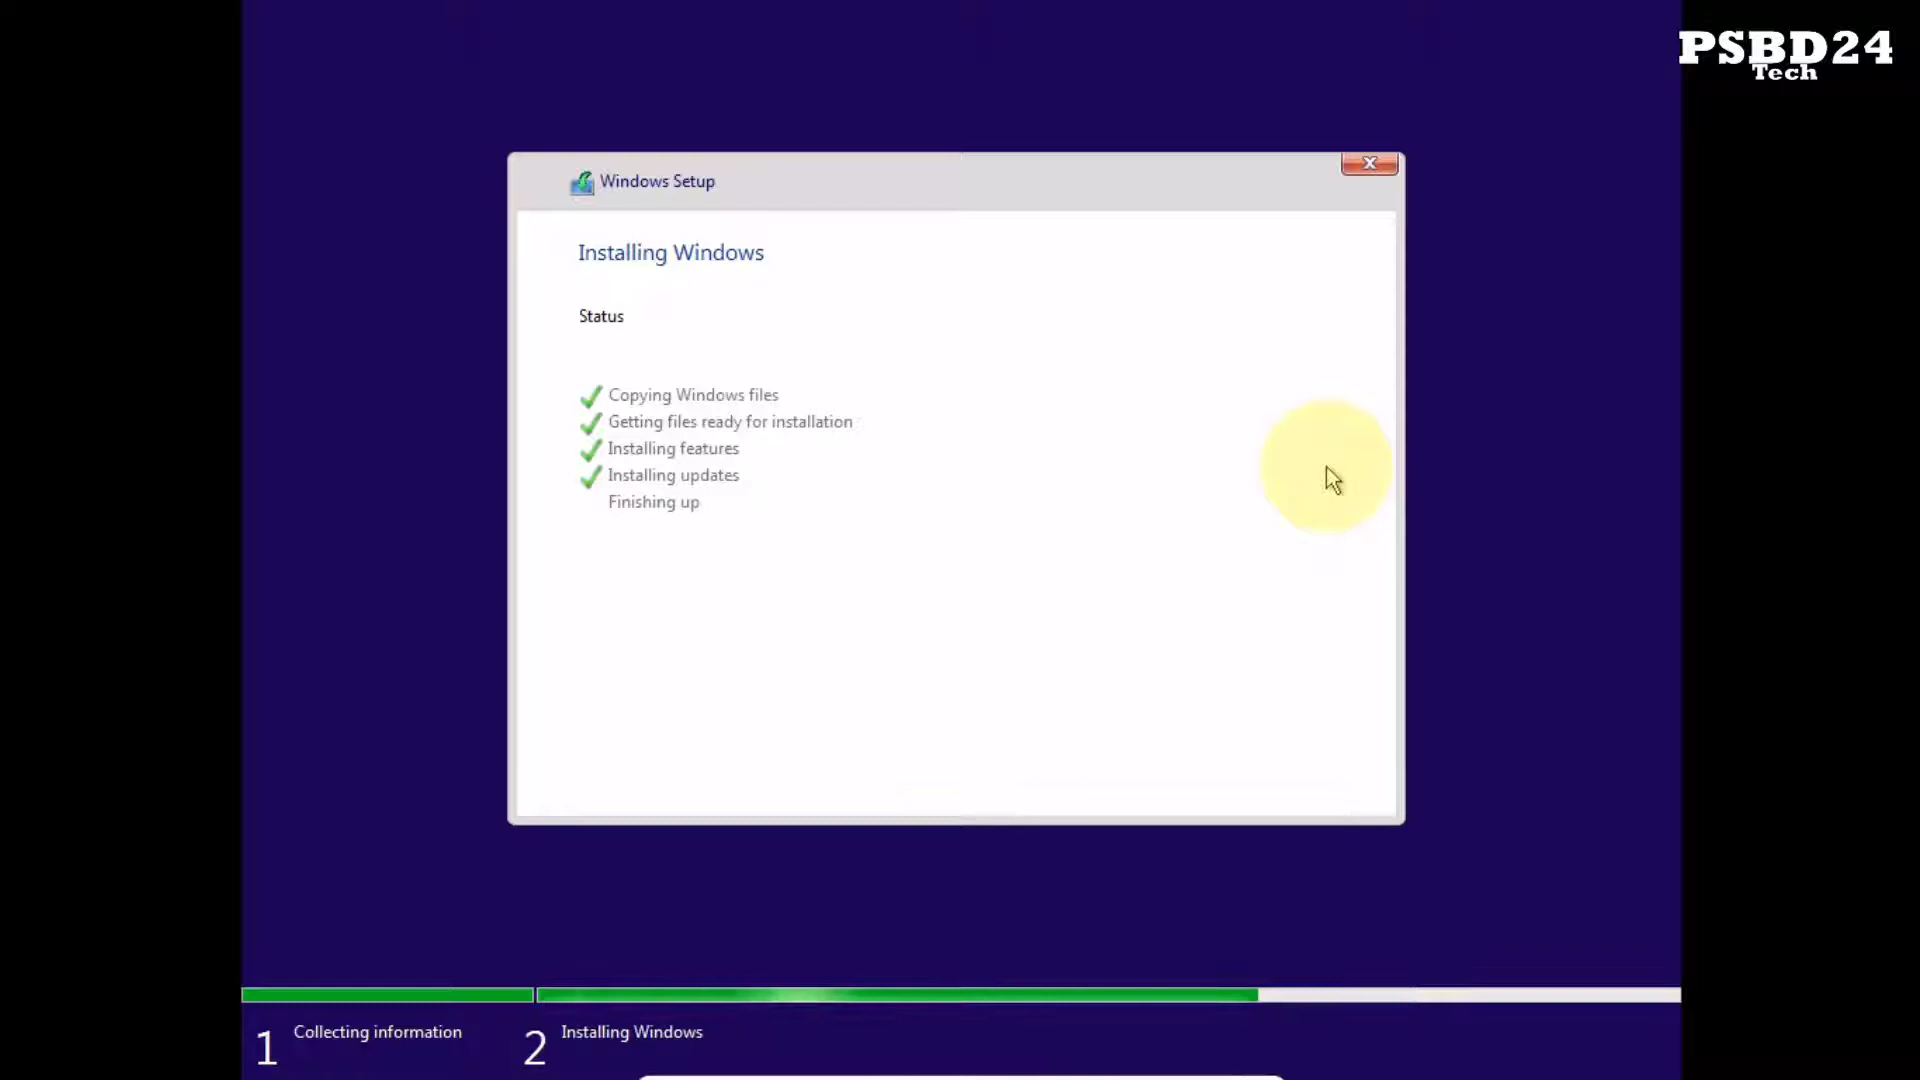 PSBD24
Tech
Windows Setup
Installing Windows
Status
Copying Windows files
Getting files ready for installation
Installing features
Installing updates
Finishing up
1 Collecting information
2 Installing Windows